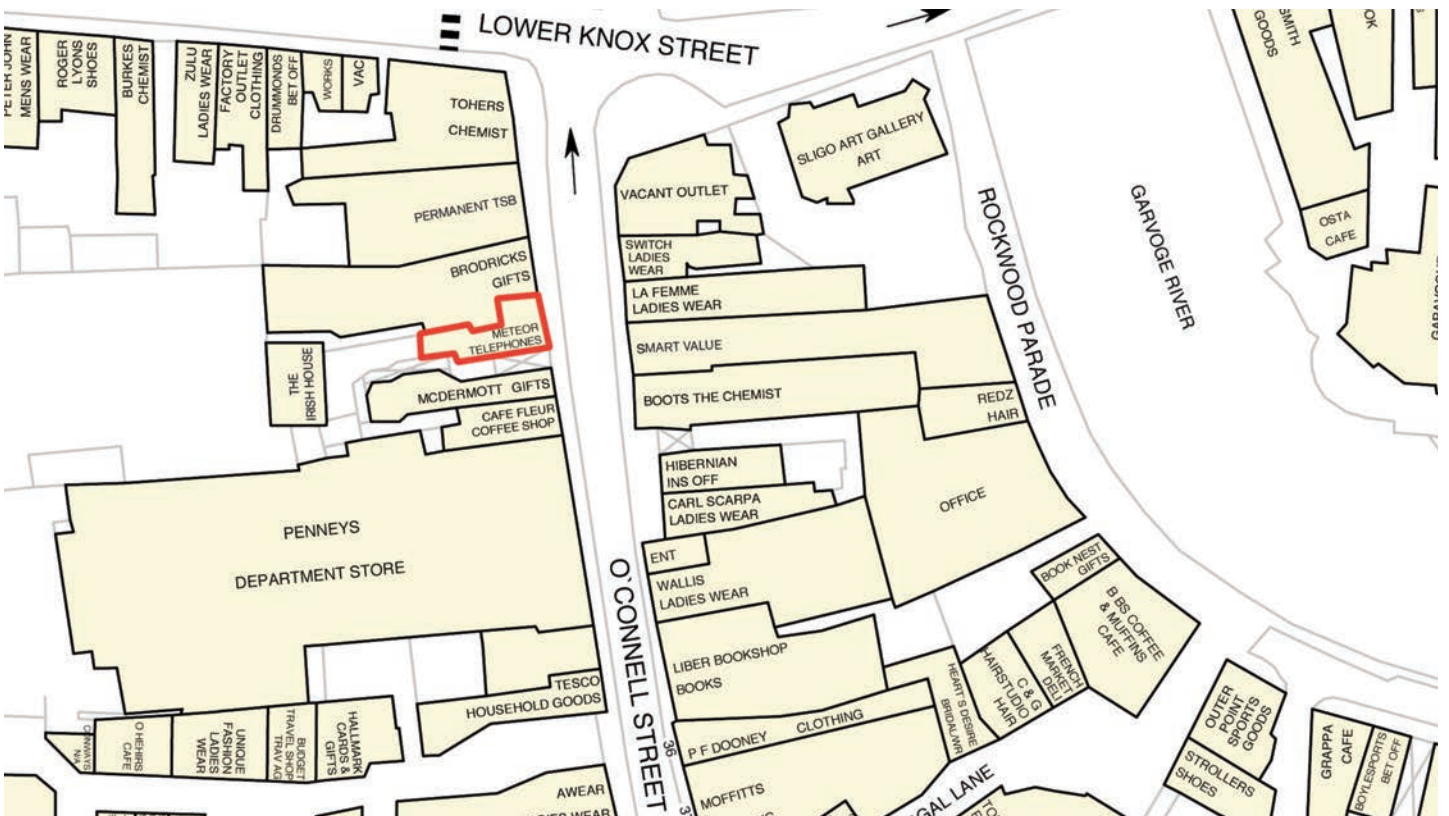 LOWER KNOX STREET
MENS WEAR
ROGER
LYONS
SHOES
BURKES
CHEMIST
ZULU
LADIES WEAR
FACTORY
OUTLET
CLOTHING
DRUMMONDS
BET OFF
WORKS
VAC
TOHERS
CHEMIST
PERMANENT TSB
BRODRICKS
GIFTS
METEOR
TELEPHONES
THE
IRISH HOUSE
MCDERMOTT GIFTS
CAFE FLEUR
COFFEE SHOP
PENNEYS
DEPARTMENT STORE
TESCO
HOUSEHOLD GOODS
O HEHIRS
CAFE
UNIQUE
FASHION
LADIES
WEAR
BUDGET
TRAVEL SHOP
TRAV AG
HALLMARK
CARDS &
GIFTS
AWEAR
O`CONNELL STREET
VACANT OUTLET
SWITCH
LADIES
WEAR
LA FEMME
LADIES WEAR
SMART VALUE
BOOTS THE CHEMIST
REDZ
HAIR
HIBERNIAN
INS OFF
CARL SCARPA
LADIES WEAR
OFFICE
ENT
WALLIS
LADIES WEAR
LIBER BOOKSHOP
BOOKS
P F DOONEY CLOTHING
36
MOFFITTS
HEART`S DESIRE
BRIDAL/WR
C & G
HAIRSTUDIO
HAIR
FRENCH
MARKET
DELI
BOOK NEST
GIFTS
B BS COFFEE
& MUFFINS
CAFE
SLIGO ART GALLERY
ART
ROCKWOOD PARADE
GARVOGE RIVER
SMITH
GOODS
OSTA
CAFE
OUTER
POINT
SPORTS
GOODS
STROLLERS
SHOES
GRAPPA
CAFE
BOYLESPORTS
BET OFF
LANE